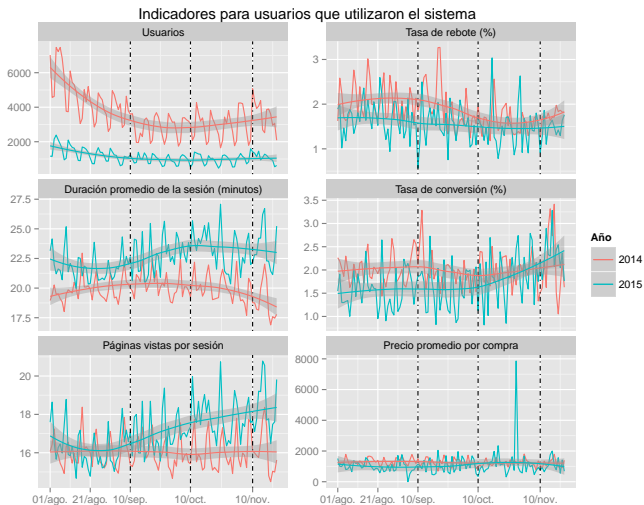 Indicadores para usuarios que utilizaron el sistema
Usuarios
Tasa de rebote (%)
6000
4000
2000
3
2
1
Duración promedio de la sesión (minutos)
Tasa de conversión (%)
27.5
25.0
22.5
20.0
17.5
3.5
3.0
2.5
2.0
1.5
1.0
Año
2014
2015
Páginas vistas por sesión
Precio promedio por compra
20
18
16
8000
6000
4000
2000
0
01/ago. 21/ago. 10/sep. 10/oct. 10/nov.
01/ago. 21/ago. 10/sep. 10/oct. 10/nov.